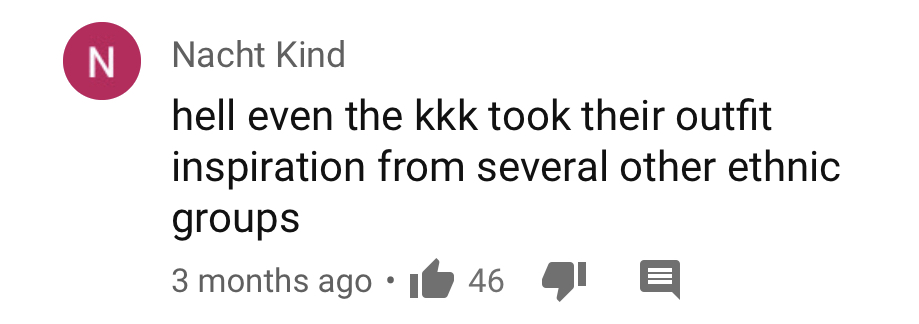 N
Nacht Kind
hell even the kkk took their outfit
inspiration from several other ethnic
groups
3 months ago • 46